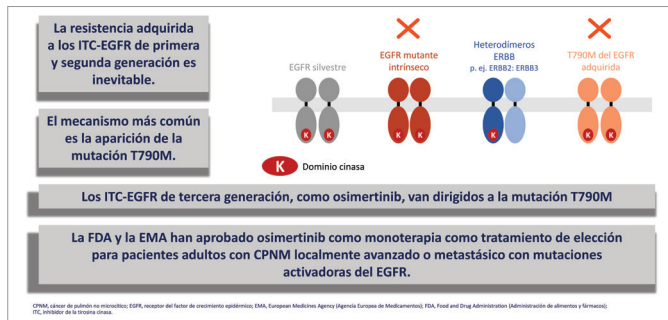 La resistencia adquirida
a los ITC-EGFR de primera
y segunda generación es
inevitable.
El mecanismo más común
es la aparición de la
mutación T790M.
EGFR silvestre
EGFR mutante
intrínseco
Heterodímeros
ERBB
p. ej. ERBB2: ERBB3
T790M del EGFR
adquirida
K K K K K K K
K Dominio cinasa
Los ITC-EGFR de tercera generación, como osimertinib, van dirigidos a la mutación T790M
La FDA y la EMA han aprobado osimertinib como monoterapia como tratamiento de elección
para pacientes adultos con CPNM localmente avanzado o metastásico con mutaciones
activadoras del EGFR.
CPNM, cáncer de pulmón no microcítico; EGFR, receptor del factor de crecimiento epidérmico; EMA, European Medicines Agency (Agencia Europea de Medicamentos); FDA, Food and Drug Administration (Administración de alimentos y fármacos);
ITC, inhibidor de la tirosina cinasa.